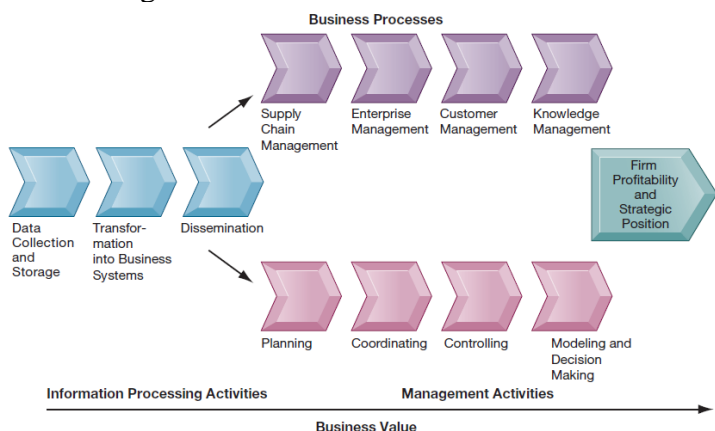 Business Processes
Supply
Chain
Management
Enterprise
Management
Customer
Management
Knowledge
Management
Data
Collection
and
Storage
Transfor-
mation
into Business
Systems
Dissemination
Firm
Profitability
and
Strategic
Position
Planning
Coordinating
Controlling
Modeling and
Decision
Making
Information Processing Activities
Management Activities
Business Value